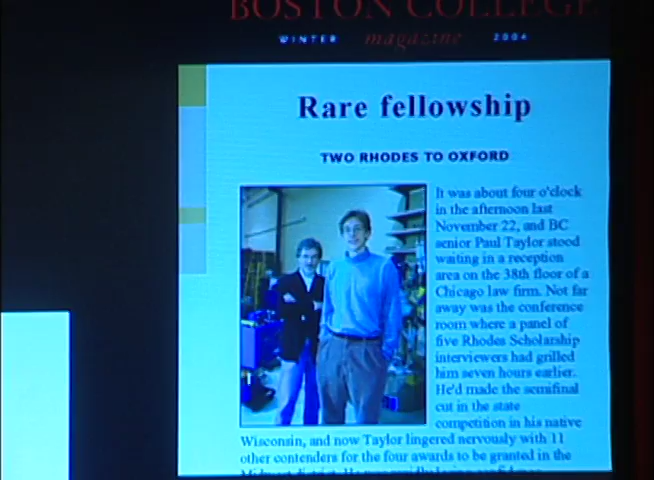 BOSTON COLLEGE
WINTER magazine 2004
Rare fellowship
TWO RHODES TO OXFORD
It was about four o'clock
in the afternoon last
November 22, and BC
senior Paul Taylor stood
waiting in a reception
area on the 38th floor of a
Chicago law firm. Not far
away was the conference
room where a panel of
five Rhodes Scholarship
interviewers had grilled
him seven hours earlier.
He'd made the semifinal
cut in the state
competition in his native
Wisconsin, and now Taylor lingered nervously with 11
other contenders for the four awards to be granted in the